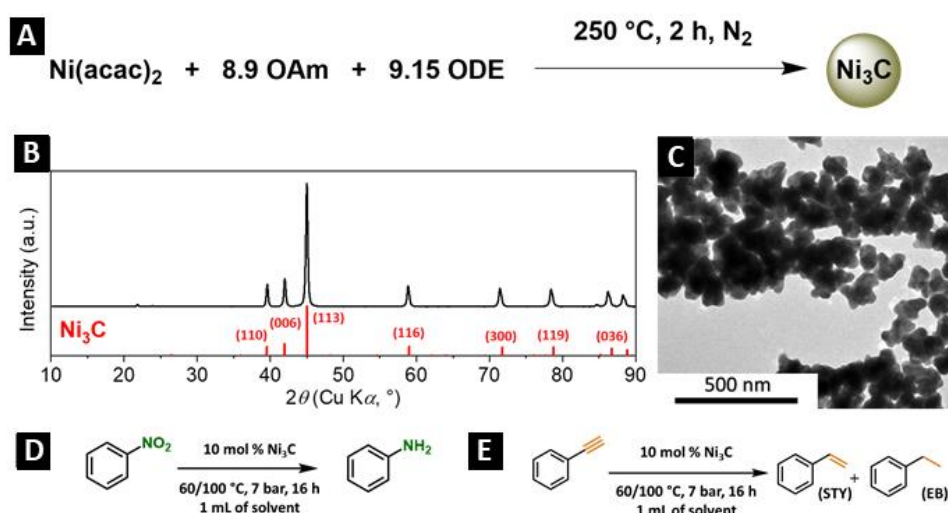 A
Ni(acac)₂ + 8.9 OAm + 9.15 ODE
250 °C, 2 h, N₂
Ni₃C
B
Intensity (a.u.)
Ni₃C
(110)
(006)
(113)
(116)
(300)
(119)
(036)
10 20 30 40 50 60 70 80 90
2θ (Cu Kα, °)
C
500 nm
D
NO₂
10 mol % Ni₃C
60/100 °C, 7 bar, 16 h
1 mL of solvent
NH₂
E
10 mol % Ni₃C
60/100 °C, 7 bar, 16 h
1 mL of solvent
(STY)
+
(EB)